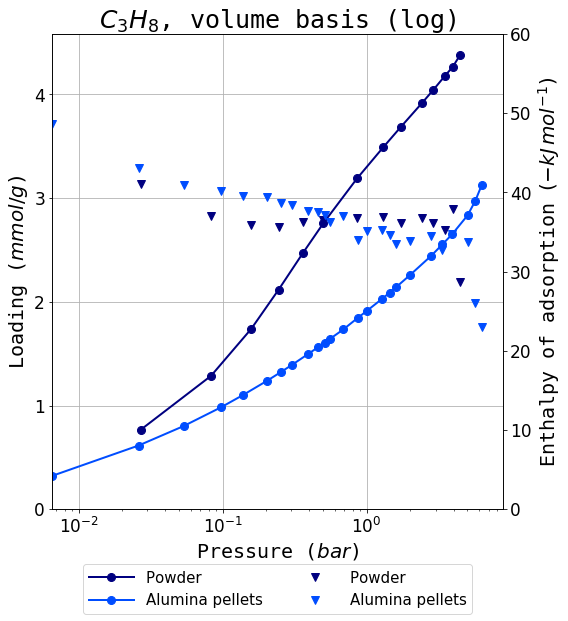 C₃H₈, volume basis (log)
Loading (mmol/g)
4
3
2
1
0
60
50
40
30
20
10
0
Enthalpy of adsorption (−kJ mol⁻¹)
10⁻² 10⁻¹ 10⁰
Pressure (bar)
Powder Powder
Alumina pellets Alumina pellets